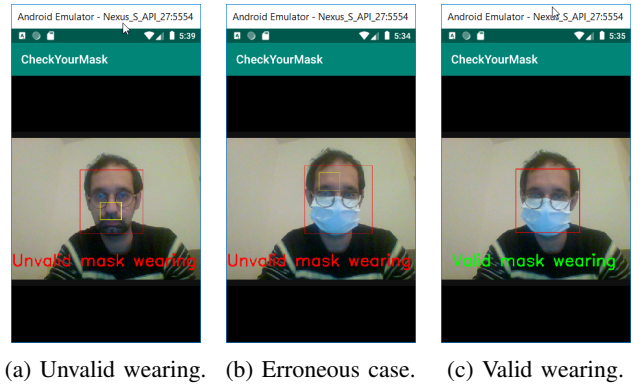 Android Emulator - Nexus_S_API_27:5554
5:39
CheckYourMask
Unvalid mask wearing
(a) Unvalid wearing.
Android Emulator - Nexus_S_API_27:5554
5:34
CheckYourMask
Unvalid mask wearing
(b) Erroneous case.
Android Emulator - Nexus_S_API_27:5554
5:35
CheckYourMask
Valid mask wearing
(c) Valid wearing.